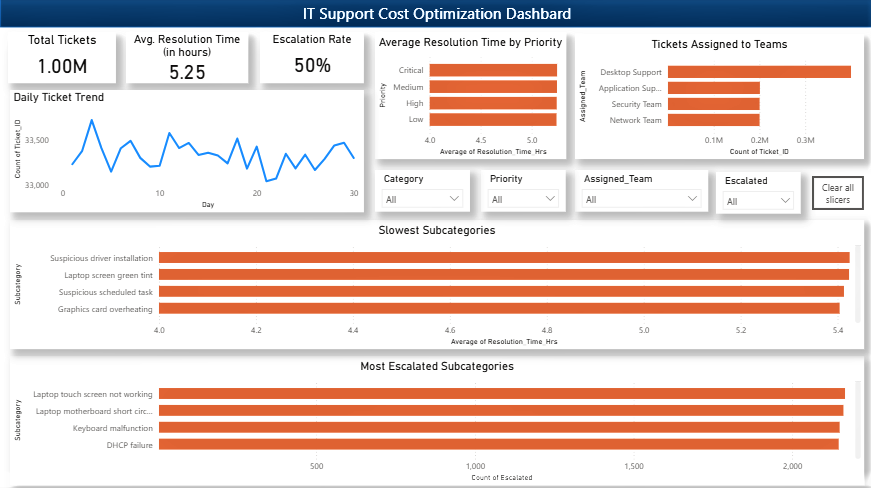 IT Support Cost Optimization Dashbard
Total Tickets
1.00M
Avg. Resolution Time
(in hours)
5.25
Escalation Rate
50%
Average Resolution Time by Priority
Priority
Critical
Medium
High
Low
4.0 4.5 5.0
Average of Resolution_Time_Hrs
Tickets Assigned to Teams
Assigned_Team
Desktop Support
Application Sup...
Security Team
Network Team
0.1M 0.2M 0.3M
Count of Ticket_ID
Daily Ticket Trend
Count of Ticket_ID
33,500
33,000
0 10 20 30
Day
Category
All
Priority
All
Assigned_Team
All
Escalated
All
Clear all
slicers
Slowest Subcategories
Subcategory
Suspicious driver installation
Laptop screen green tint
Suspicious scheduled task
Graphics card overheating
4.0 4.2 4.4 4.6 4.8 5.0 5.2 5.4
Average of Resolution_Time_Hrs
Most Escalated Subcategories
Subcategory
Laptop touch screen not working
Laptop motherboard short circ...
Keyboard malfunction
DHCP failure
500 1,000 1,500 2,000
Count of Escalated